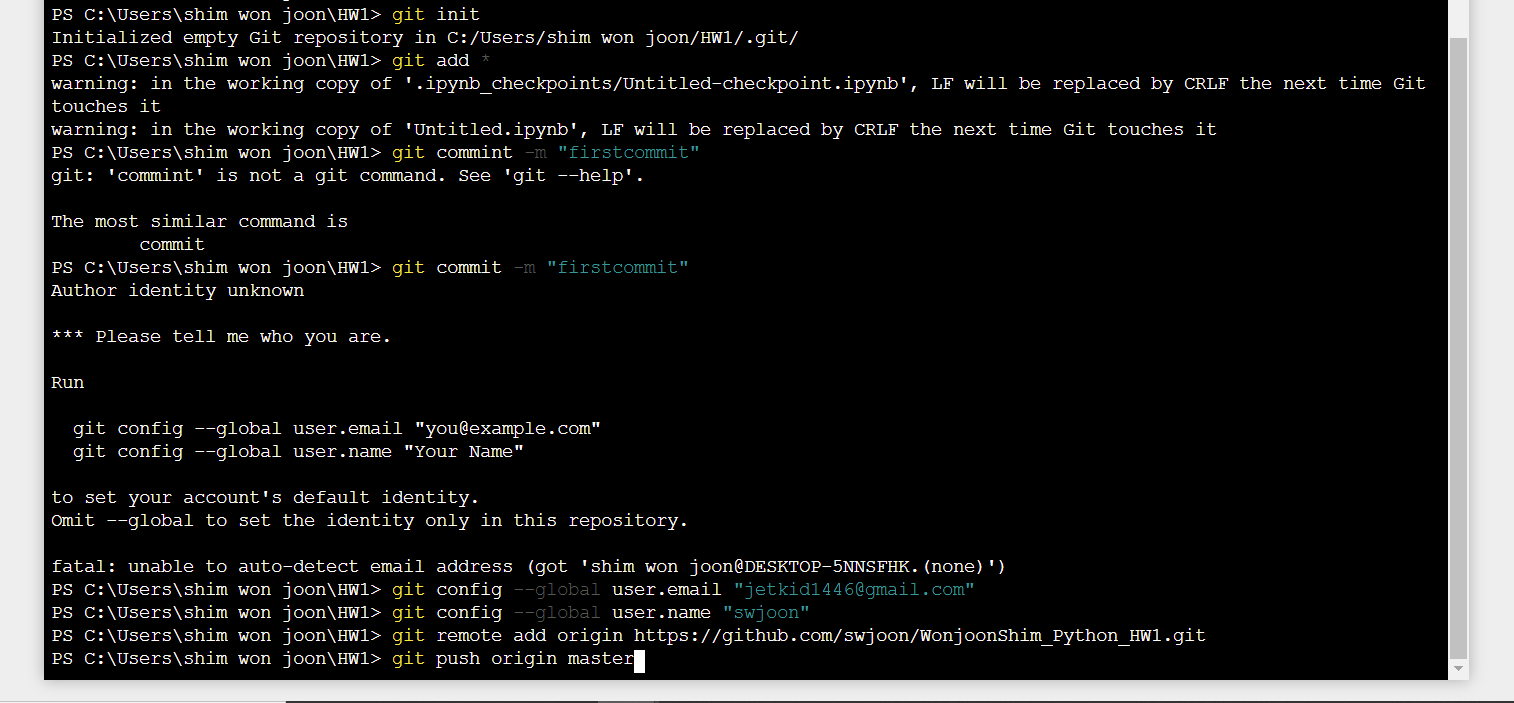 PS C:\Users\shim won joon\HW1> git init
Initialized empty Git repository in C:/Users/shim won joon/HW1/.git/
PS C:\Users\shim won joon\HW1> git add *
warning: in the working copy of '.ipynb_checkpoints/Untitled-checkpoint.ipynb', LF will be replaced by CRLF the next time Git
touches it
warning: in the working copy of 'Untitled.ipynb', LF will be replaced by CRLF the next time Git touches it
PS C:\Users\shim won joon\HW1> git commint -m "firstcommit"
git: 'commint' is not a git command. See 'git --help'.

The most similar command is
        commit
PS C:\Users\shim won joon\HW1> git commit -m "firstcommit"
Author identity unknown

*** Please tell me who you are.

Run

  git config --global user.email "you@example.com"
  git config --global user.name "Your Name"

to set your account's default identity.
Omit --global to set the identity only in this repository.

fatal: unable to auto-detect email address (got 'shim won joon@DESKTOP-5NNSFHK.(none)')
PS C:\Users\shim won joon\HW1> git config --global user.email "jetkid1446@gmail.com"
PS C:\Users\shim won joon\HW1> git config --global user.name "swjoon"
PS C:\Users\shim won joon\HW1> git remote add origin https://github.com/swjoon/WonjoonShim_Python_HW1.git
PS C:\Users\shim won joon\HW1> git push origin master